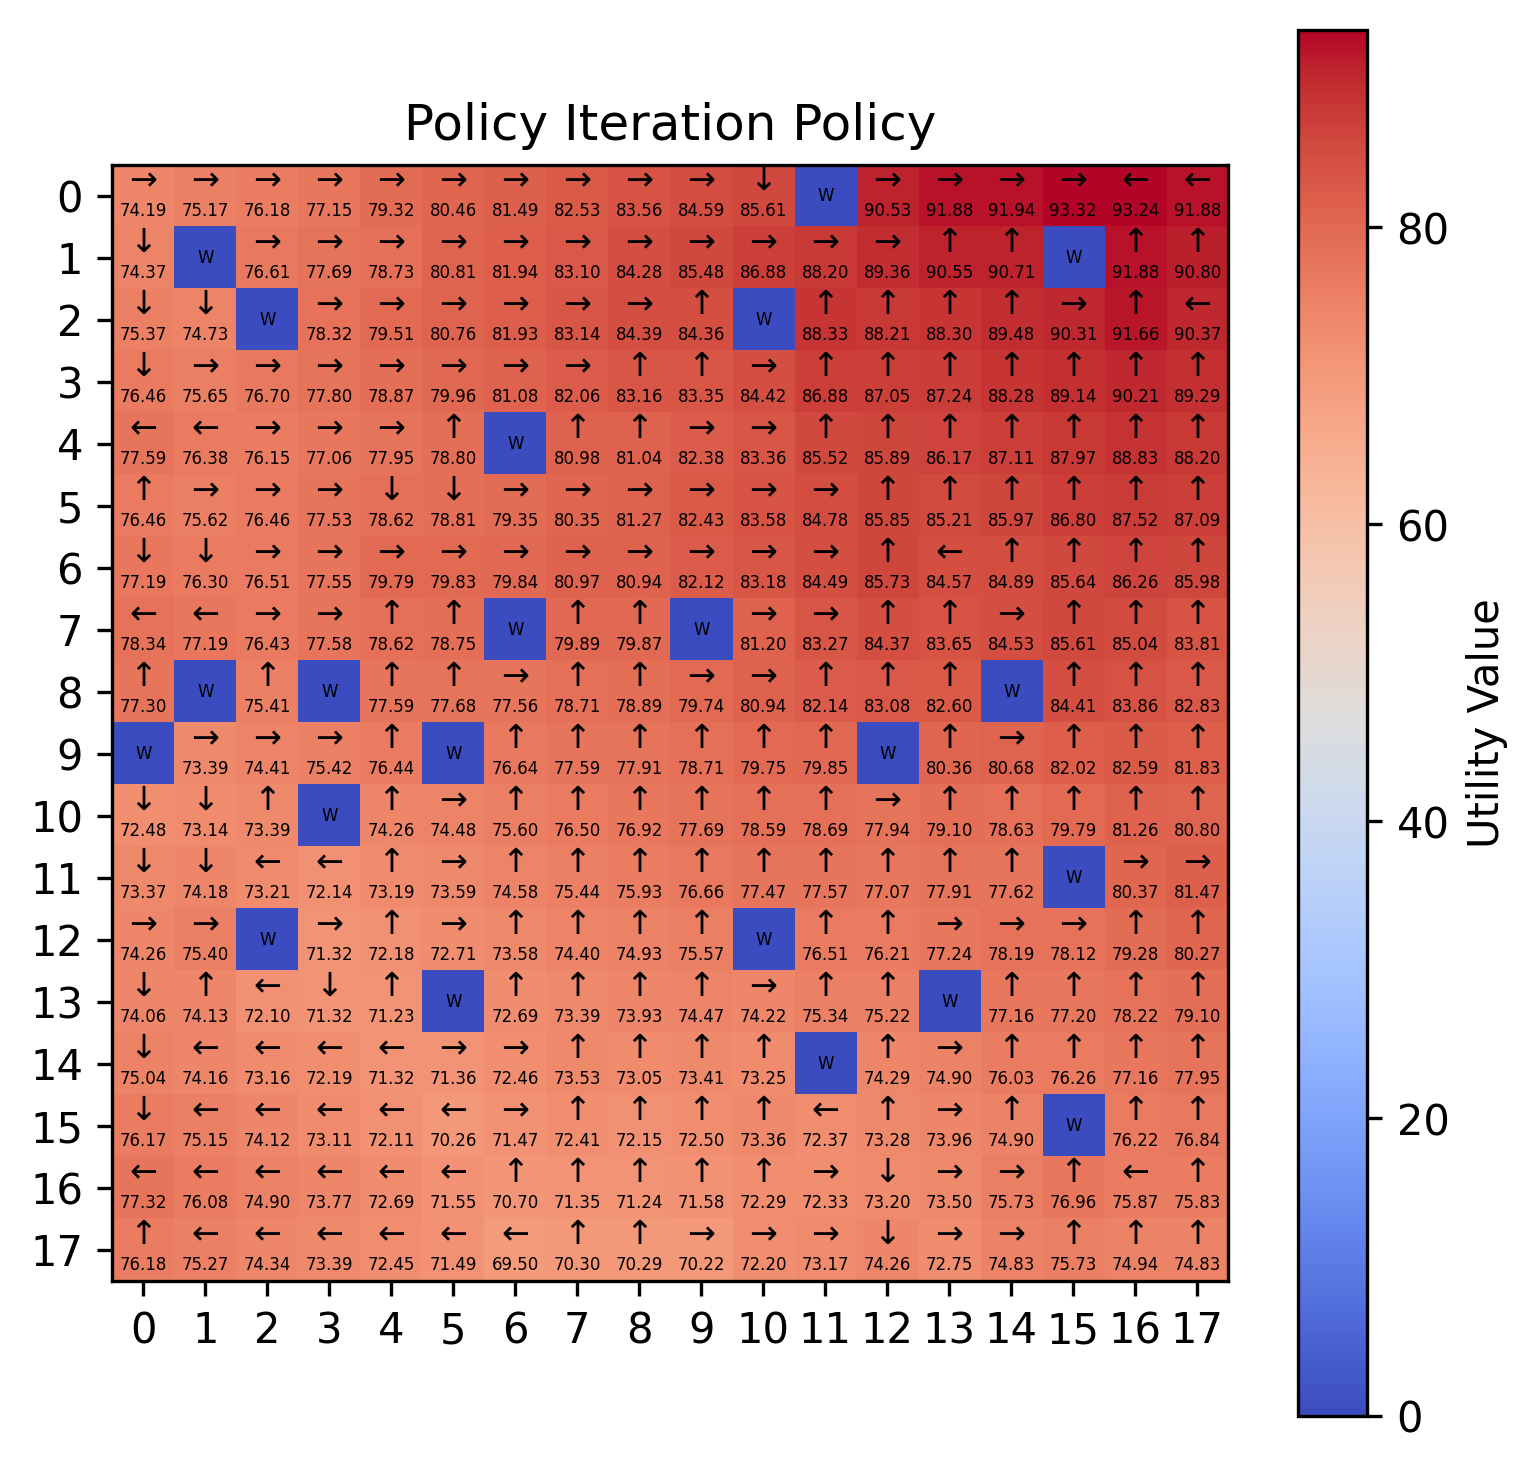 Policy Iteration Policy
0 → → → → → → → → → → ↓ W → → → → ← ←
74.19 75.17 76.18 77.15 79.32 80.46 81.49 82.53 83.56 84.59 85.61 90.53 91.88 91.94 93.32 93.24 91.88
1 ↓ W → → → → → → → → → → → ↑ ↑ W ↑ ↑
74.37 76.61 77.69 78.73 80.81 81.94 83.10 84.28 85.48 86.88 88.20 89.36 90.55 90.71 91.88 90.80
2 ↓ ↓ W → → → → → → ↑ W ↑ ↑ ↑ ↑ → ↑ ←
75.37 74.73 78.32 79.51 80.76 81.93 83.14 84.39 84.36 88.33 88.21 88.30 89.48 90.31 91.66 90.37
3 ↓ → → → → → → → ↑ ↑ → ↑ ↑ ↑ ↑ ↑ ↑ ↑
76.46 75.65 76.70 77.80 78.87 79.96 81.08 82.06 83.16 83.35 84.42 86.88 87.05 87.24 88.28 89.14 90.21 89.29
4 ← ← → → → ↑ W ↑ ↑ → → ↑ ↑ ↑ ↑ ↑ ↑ ↑
77.59 76.38 76.15 77.06 77.95 78.80 80.98 81.04 82.38 83.36 85.52 85.89 86.17 87.11 87.97 88.83 88.20
5 ↑ → → → ↓ ↓ → → → → → → ↑ ↑ ↑ ↑ ↑ ↑
76.46 75.62 76.46 77.53 78.62 78.81 79.35 80.35 81.27 82.43 83.58 84.78 85.85 85.21 85.97 86.80 87.52 87.09
6 ↓ ↓ → → → → → → → → → → ↑ ← ↑ ↑ ↑ ↑
77.19 76.30 76.51 77.55 79.79 79.83 79.84 80.97 80.94 82.12 83.18 84.49 85.73 84.57 84.89 85.64 86.26 85.98
7 ← ← → → ↑ ↑ W ↑ ↑ W → → ↑ ↑ → ↑ ↑ ↑
78.34 77.19 76.43 77.58 78.62 78.75 79.89 79.87 81.20 83.27 84.37 83.65 84.53 85.61 85.04 83.81
8 ↑ W ↑ W ↑ ↑ → ↑ ↑ → → ↑ ↑ ↑ W ↑ ↑ ↑
77.30 75.41 77.59 77.68 77.56 78.71 78.89 79.74 80.94 82.14 83.08 82.60 84.41 83.86 82.83
9 W → → → ↑ W ↑ ↑ ↑ ↑ ↑ ↑ W ↑ → ↑ ↑ ↑
73.39 74.41 75.42 76.44 76.64 77.59 77.91 78.71 79.75 79.85 80.36 80.68 82.02 82.59 81.83
10 ↓ ↓ ↑ W ↑ → ↑ ↑ ↑ ↑ ↑ ↑ → ↑ ↑ ↑ ↑ ↑
72.48 73.14 73.39 74.26 74.48 75.60 76.50 76.92 77.69 78.59 78.69 77.94 79.10 78.63 79.79 81.26 80.80
11 ↓ ↓ ← ← ↑ → ↑ ↑ ↑ ↑ ↑ ↑ ↑ ↑ ↑ W → →
73.37 74.18 73.21 72.14 73.19 73.59 74.58 75.44 75.93 76.66 77.47 77.57 77.07 77.91 77.62 80.37 81.47
12 → → W → ↑ → ↑ ↑ ↑ ↑ W ↑ ↑ → → → ↑ ↑
74.26 75.40 71.32 72.18 72.71 73.58 74.40 74.93 75.57 76.51 76.21 77.24 78.19 78.12 79.28 80.27
13 ↓ ↑ ← ↓ ↑ W ↑ ↑ ↑ ↑ → ↑ ↑ W ↑ ↑ ↑ ↑
74.06 74.13 72.10 71.32 71.23 72.69 73.39 73.93 74.47 74.22 75.34 75.22 77.16 77.20 78.22 79.10
14 ↓ ← ← ← ← → → ↑ ↑ ↑ ↑ W ↑ → ↑ ↑ ↑ ↑
75.04 74.16 73.16 72.19 71.32 71.36 72.46 73.53 73.05 73.41 73.25 74.29 74.90 76.03 76.26 77.16 77.95
15 ↓ ← ← ← ← ← → ↑ ↑ ↑ ↑ ← ↑ → ↑ W ↑ ↑
76.17 75.15 74.12 73.11 72.11 70.26 71.47 72.41 72.15 72.50 73.36 72.37 73.28 73.96 74.90 76.22 76.84
16 ← ← ← ← ← ← ↑ ↑ ↑ ↑ ↑ → ↓ → → ↑ ← ↑
77.32 76.08 74.90 73.77 72.69 71.55 70.70 71.35 71.24 71.58 72.29 72.33 73.20 73.50 75.73 76.96 75.87 75.83
17 ↑ ← ← ← ← ← ← ↑ ↑ → → → ↓ → → ↑ ↑ ↑
76.18 75.27 74.34 73.39 72.45 71.49 69.50 70.30 70.29 70.22 72.20 73.17 74.26 72.75 74.83 75.73 74.94 74.83
0 1 2 3 4 5 6 7 8 9 10 11 12 13 14 15 16 17
80
60
40
20
0
Utility Value